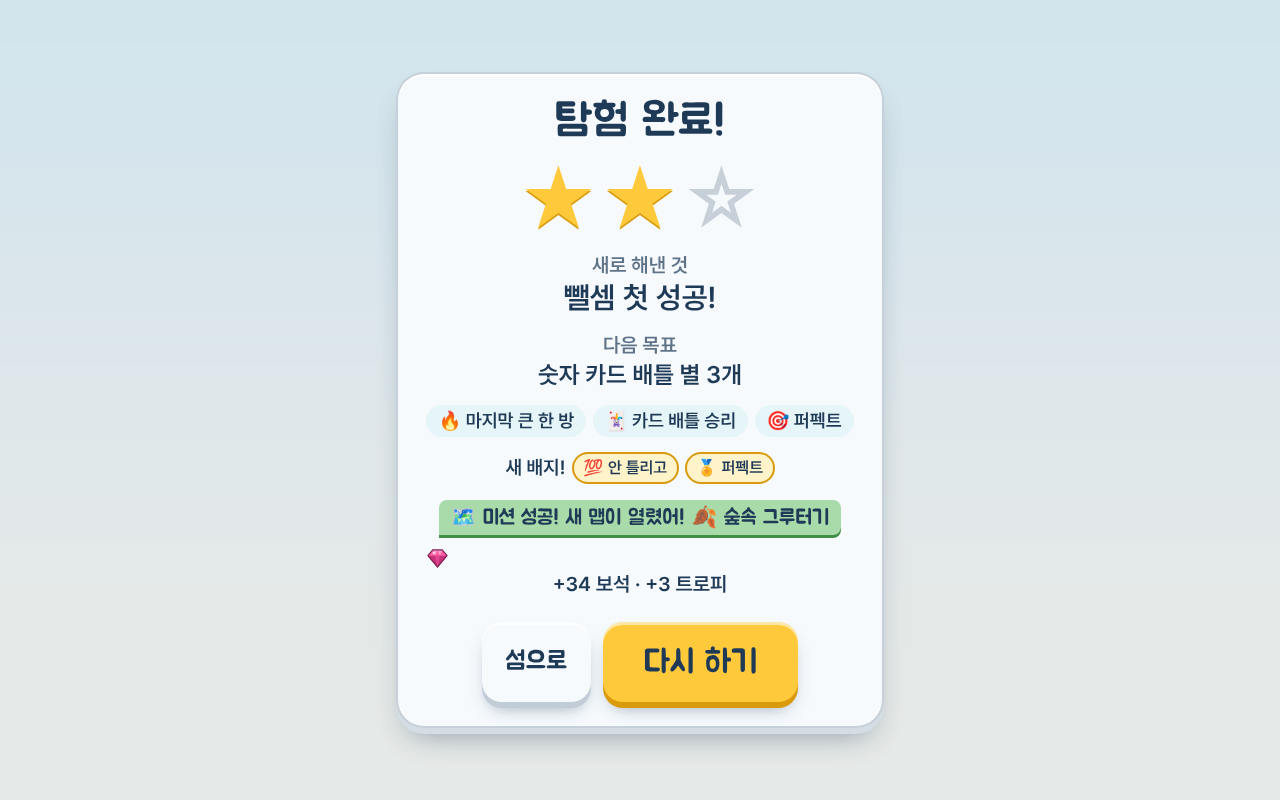 탐험 완료!
새로 해낸 것
뺄셈 첫 성공!
다음 목표
숫자 카드 배틀 별 3개
🔥 마지막 큰 한 방 🃏 카드 배틀 승리 🎯 퍼펙트
새 배지! 💯 안 틀리고 🏅 퍼펙트
🗺️ 미션 성공! 새 맵이 열렸어! 🍂 숲속 그루터기
+34 보석 · +3 트로피
섬으로 다시 하기